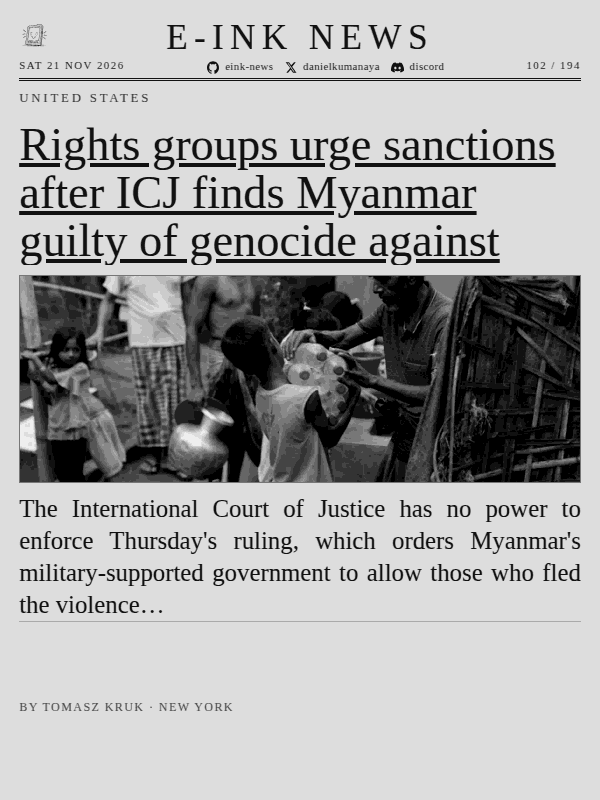 E-INK NEWS
SAT 21 NOV 2026
eink-news danielkumanaya discord
102 / 194
UNITED STATES
Rights groups urge sanctions
after ICJ finds Myanmar
guilty of genocide against
The International Court of Justice has no power to
enforce Thursday's ruling, which orders Myanmar's
military-supported government to allow those who fled
the violence…
BY TOMASZ KRUK · NEW YORK